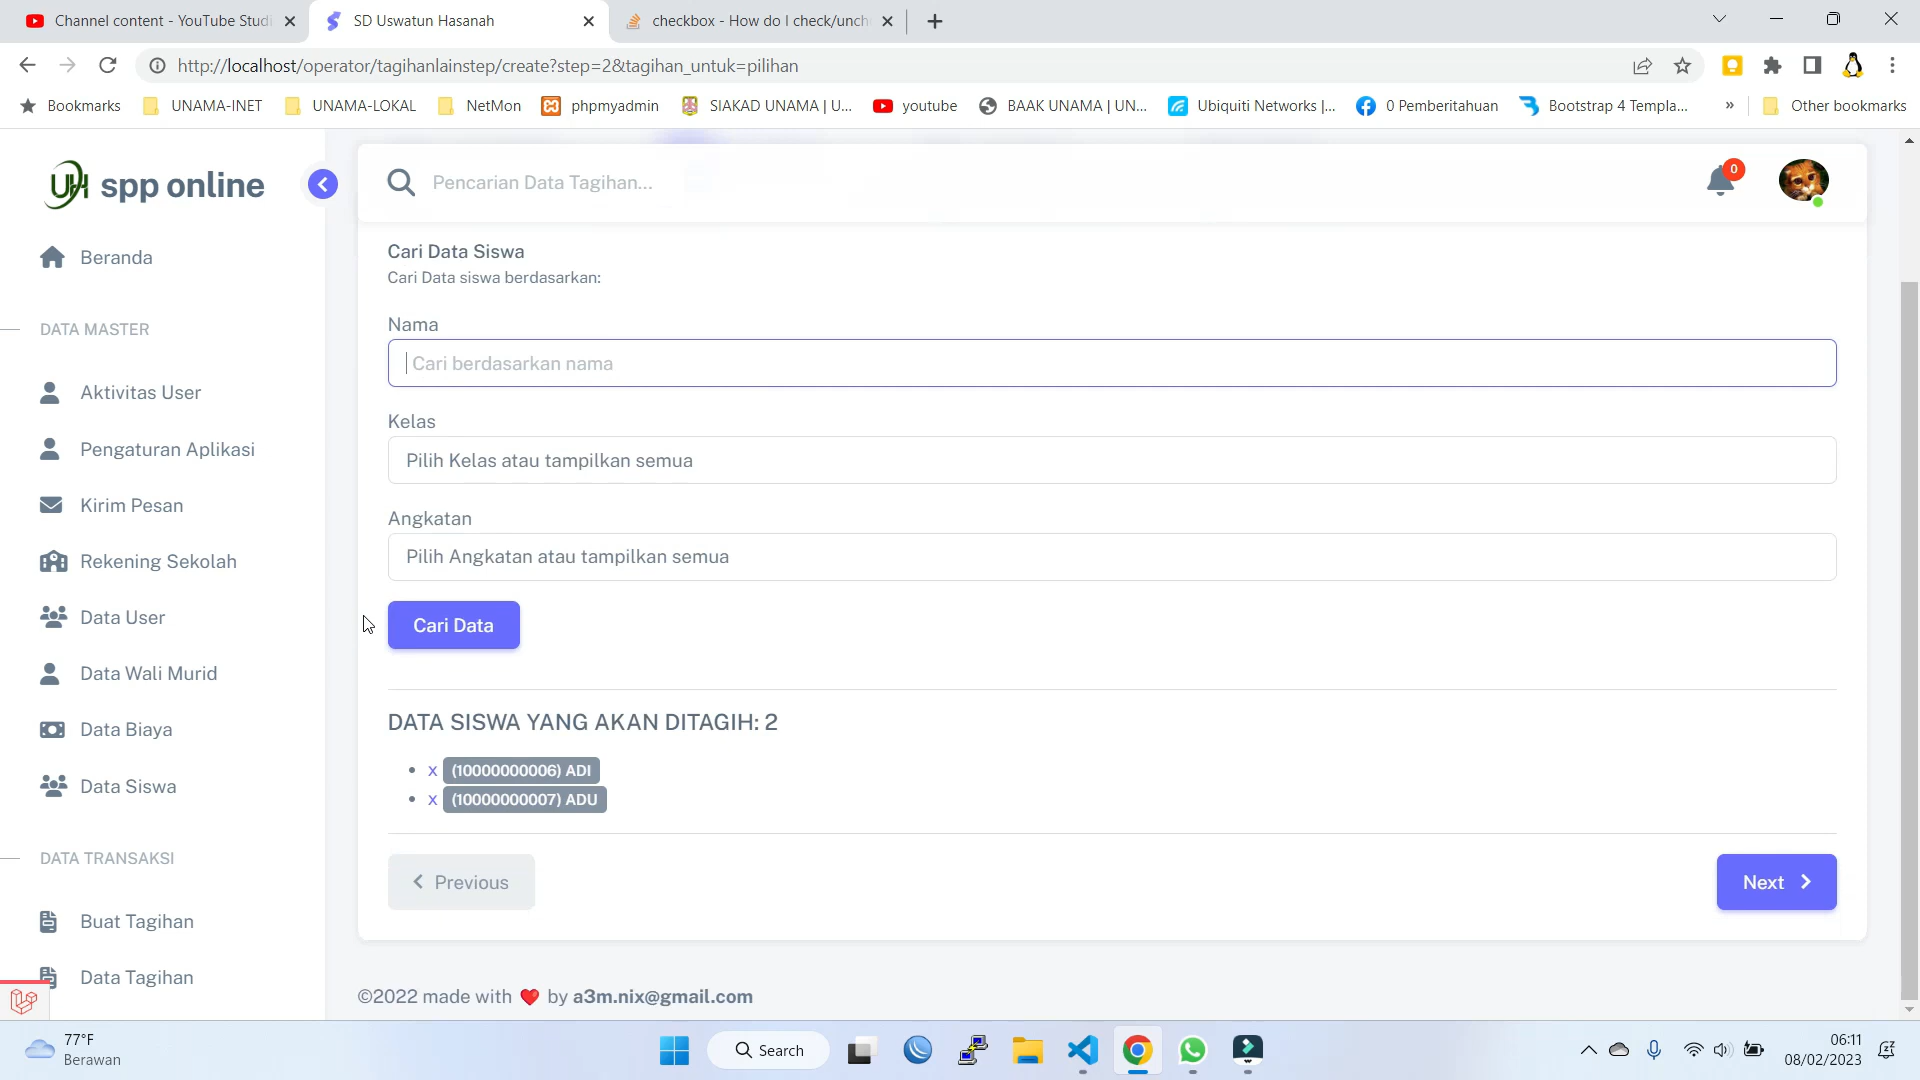 Channel content - YouTube Studi
SD Uswatun Hasanah
checkbox - How do I check/unch
http://localhost/operator/tagihanlainstep/create?step=2&tagihan_untuk=pilihan
Bookmarks
UNAMA-INET
UNAMA-LOKAL
NetMon
phpmyadmin
SIAKAD UNAMA | U...
youtube
BAAK UNAMA | UN...
Ubiquiti Networks |...
0 Pemberitahuan
Bootstrap 4 Templa...
»
Other bookmarks
UH spp online
Pencarian Data Tagihan...
0
Beranda
DATA MASTER
Aktivitas User
Pengaturan Aplikasi
Kirim Pesan
Rekening Sekolah
Data User
Data Wali Murid
Data Biaya
Data Siswa
DATA TRANSAKSI
Buat Tagihan
Data Tagihan
Cari Data Siswa
Cari Data siswa berdasarkan:
Nama
Cari berdasarkan nama
Kelas
Pilih Kelas atau tampilkan semua
Angkatan
Pilih Angkatan atau tampilkan semua
Cari Data
DATA SISWA YANG AKAN DITAGIH: 2
• x (10000000006) ADI
• x (10000000007) ADU
Previous
Next
©2022 made with ❤️ by a3m.nix@gmail.com
77°F
Berawan
Search
06:11
08/02/2023